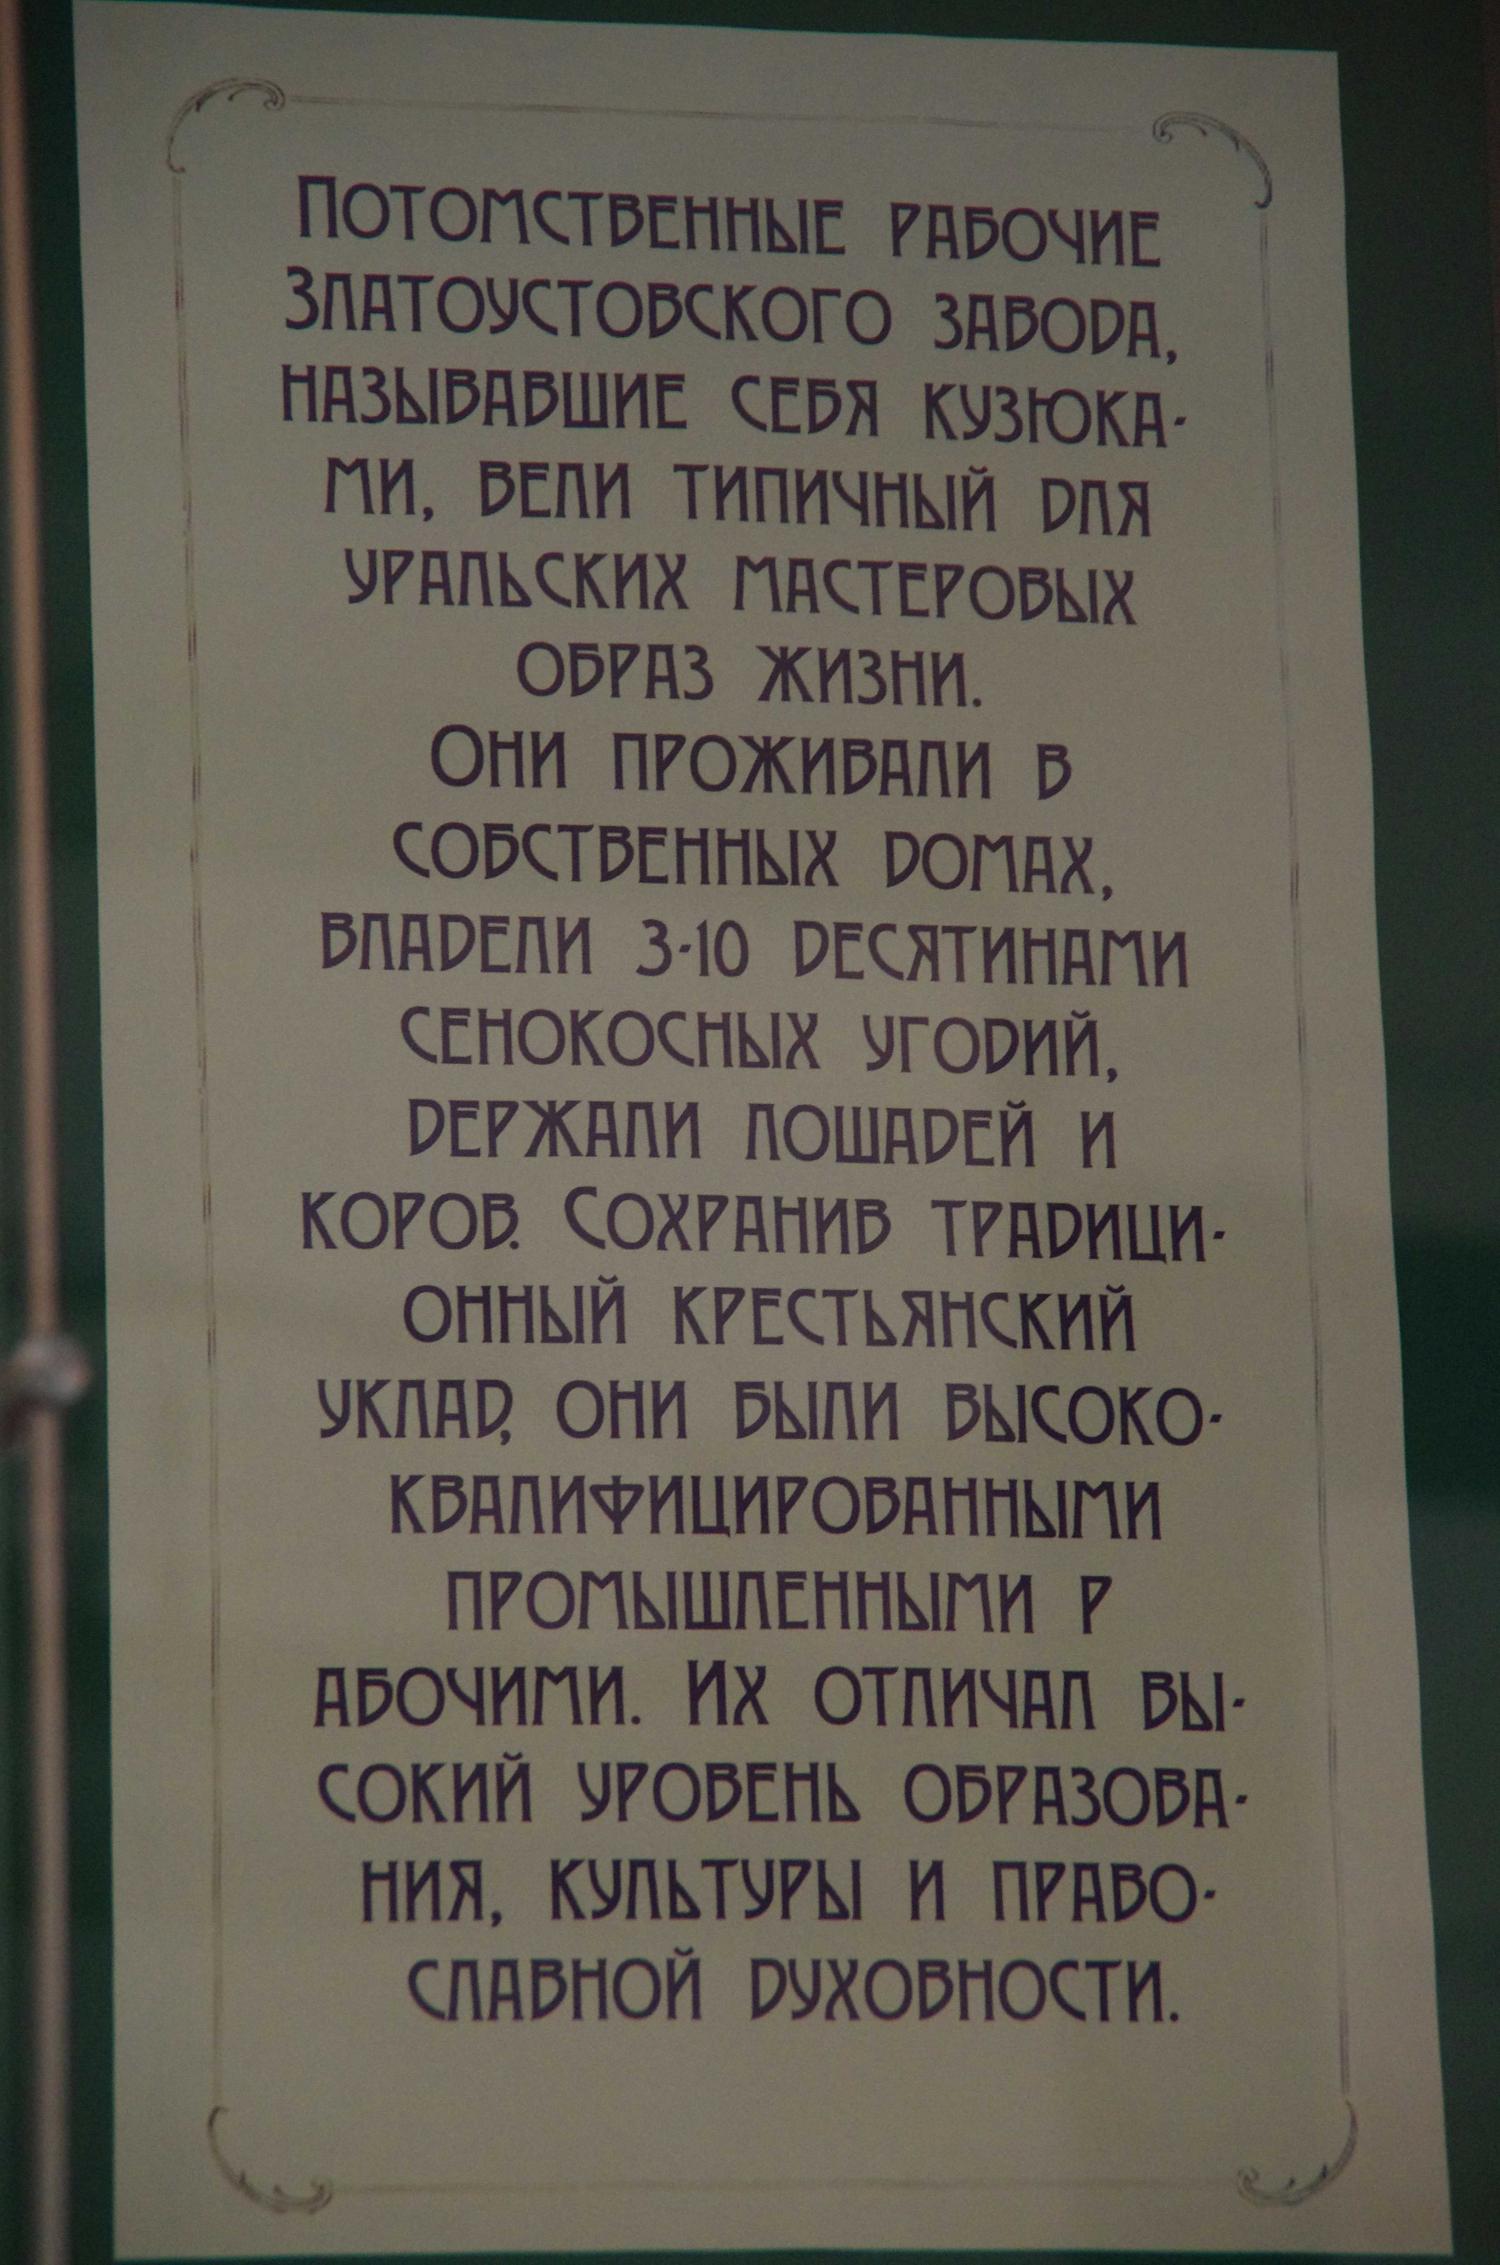 Потомственные рабочие
Златоустовского завода,
называвшие себя кузюка-
ми, вели типичный для
уральских мастеровых
образ жизни.
Они проживали в
собственных домах,
владели 3-10 десятинами
сенокосных угодий,
держали лошадей и
коров. Сохранив традици-
онный крестьянский
уклад, они были высоко-
квалифицированными
промышленными р
абочими. Их отличал вы-
сокий уровень образова-
ния, культуры и право-
славной духовности.